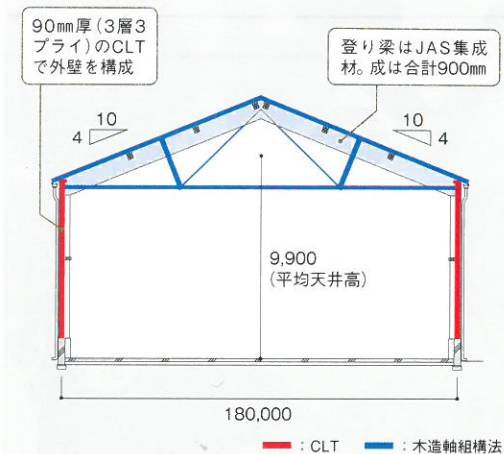 90mm厚(3層3
プライ)のCLT
で外壁を構成
登り梁はJAS集成
材。成は合計900mm
10
4
10
4
9,900
(平均天井高)
180,000
：CLT
：木造軸組構法